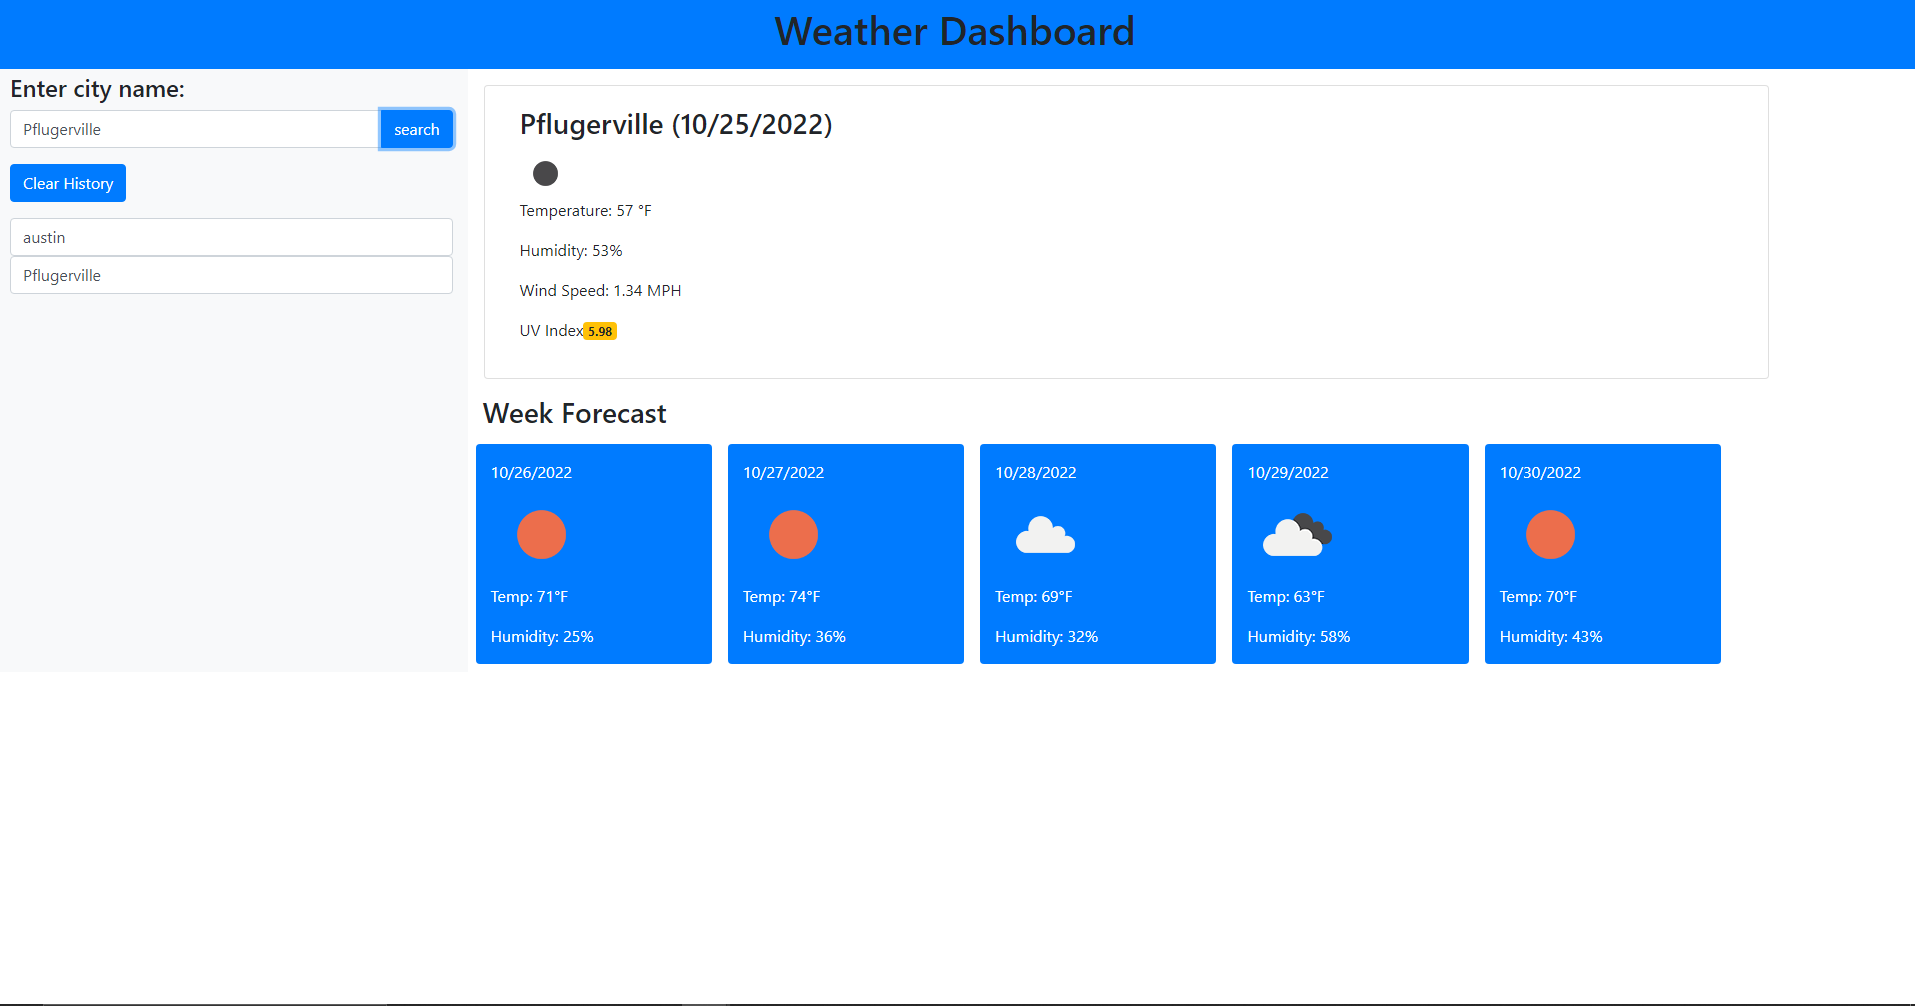 Weather Dashboard
Enter city name:
Pflugerville
search
Clear History
austin
Pflugerville
Pflugerville (10/25/2022)
Temperature: 57 °F
Humidity: 53%
Wind Speed: 1.34 MPH
UV Index 5.98
Week Forecast
10/26/2022
Temp: 71°F
Humidity: 25%
10/27/2022
Temp: 74°F
Humidity: 36%
10/28/2022
Temp: 69°F
Humidity: 32%
10/29/2022
Temp: 63°F
Humidity: 58%
10/30/2022
Temp: 70°F
Humidity: 43%